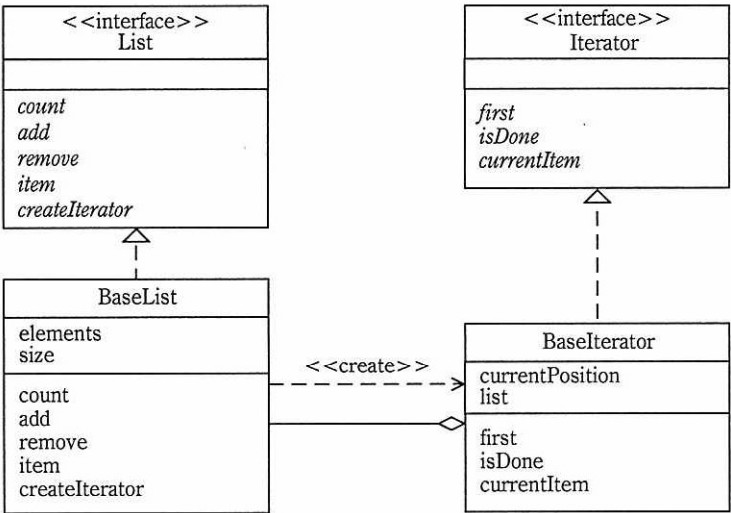 <<interface>>
List
count
add
remove
item
createIterator
<<interface>>
Iterator
first
isDone
currentItem
BaseList
elements
size
count
add
remove
item
createIterator
<<create>>
BaseIterator
currentPosition
list
first
isDone
currentItem